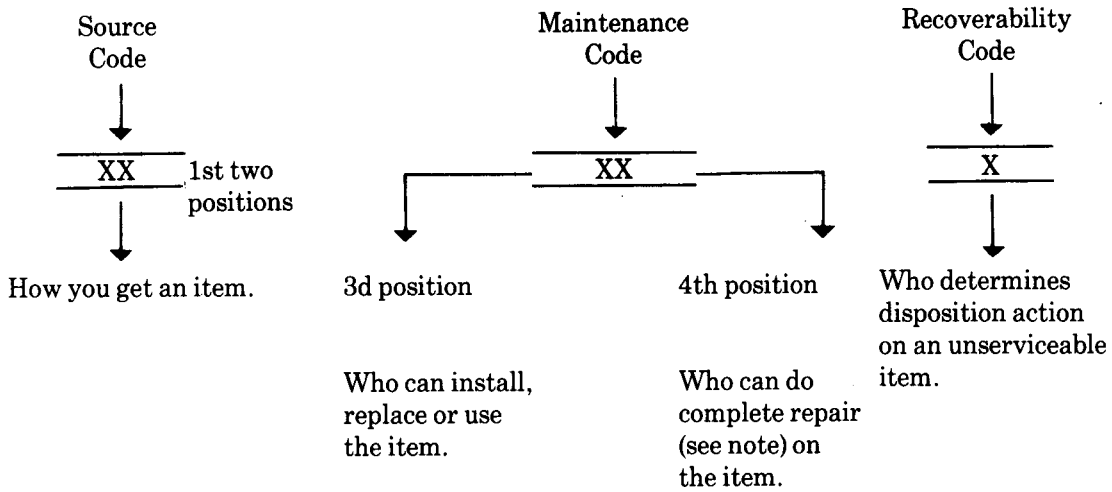 Source
Code
Maintenance
Code
Recoverability
Code
XX
1st two
positions
XX
X
How you get an item.
3d position
4th position
Who determines
disposition action
on an unserviceable
item.
Who can install,
replace or use
the item.
Who can do
complete repair
(see note) on
the item.